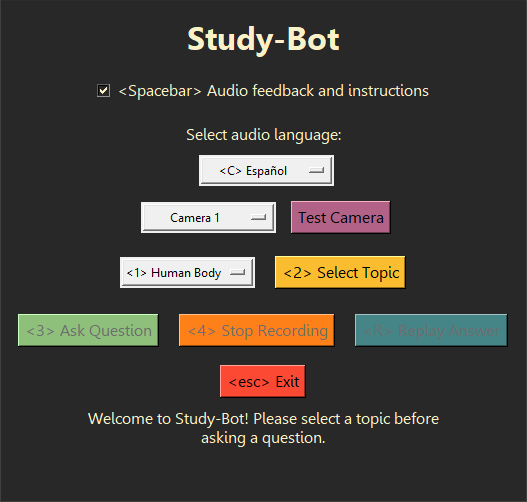 Study-Bot
<Spacebar> Audio feedback and instructions
Select audio language:
<C> Español
Camera 1
Test Camera
<1> Human Body
<2> Select Topic
<3> Ask Question
<4> Stop Recording
Replay Answer
<esc> Exit
Welcome to Study-Bot! Please select a topic before
asking a question.